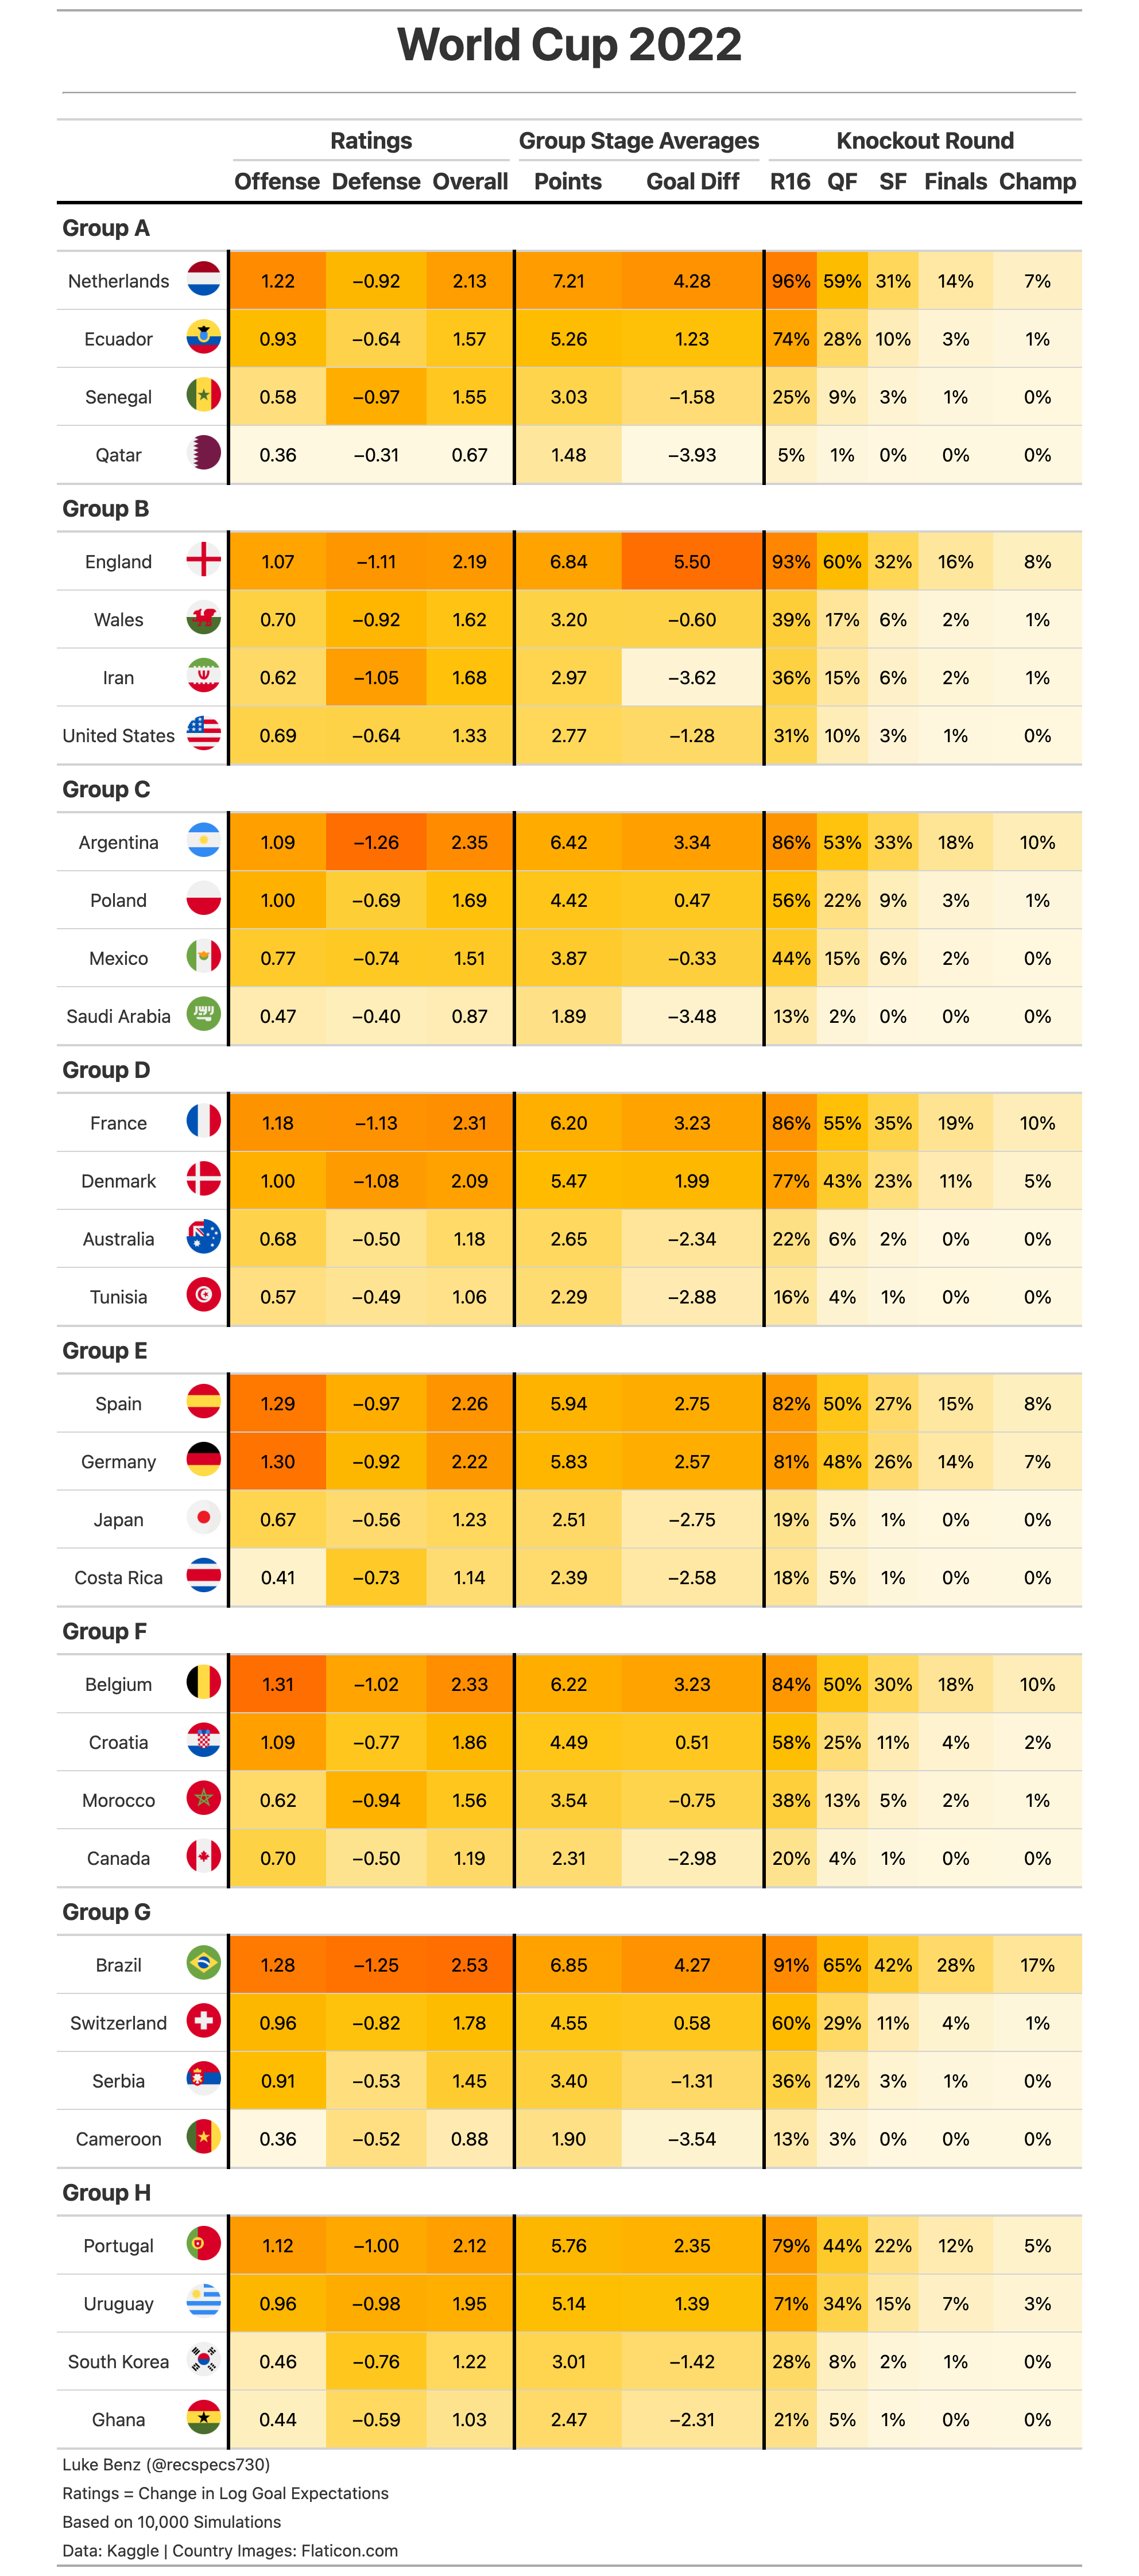 World Cup 2022
Ratings Group Stage Averages Knockout Round
Offense Defense Overall Points Goal Diff R16 QF SF Finals Champ
Group A
Netherlands 1.22 −0.92 2.13 7.21 4.28 96% 59% 31% 14% 7%
Ecuador 0.93 −0.64 1.57 5.26 1.23 74% 28% 10% 3% 1%
Senegal 0.58 −0.97 1.55 3.03 −1.58 25% 9% 3% 1% 0%
Qatar 0.36 −0.31 0.67 1.48 −3.93 5% 1% 0% 0% 0%
Group B
England 1.07 −1.11 2.19 6.84 5.50 93% 60% 32% 16% 8%
Wales 0.70 −0.92 1.62 3.20 −0.60 39% 17% 6% 2% 1%
Iran 0.62 −1.05 1.68 2.97 −3.62 36% 15% 6% 2% 1%
United States 0.69 −0.64 1.33 2.77 −1.28 31% 10% 3% 1% 0%
Group C
Argentina 1.09 −1.26 2.35 6.42 3.34 86% 53% 33% 18% 10%
Poland 1.00 −0.69 1.69 4.42 0.47 56% 22% 9% 3% 1%
Mexico 0.77 −0.74 1.51 3.87 −0.33 44% 15% 6% 2% 0%
Saudi Arabia 0.47 −0.40 0.87 1.89 −3.48 13% 2% 0% 0% 0%
Group D
France 1.18 −1.13 2.31 6.20 3.23 86% 55% 35% 19% 10%
Denmark 1.00 −1.08 2.09 5.47 1.99 77% 43% 23% 11% 5%
Australia 0.68 −0.50 1.18 2.65 −2.34 22% 6% 2% 0% 0%
Tunisia 0.57 −0.49 1.06 2.29 −2.88 16% 4% 1% 0% 0%
Group E
Spain 1.29 −0.97 2.26 5.94 2.75 82% 50% 27% 15% 8%
Germany 1.30 −0.92 2.22 5.83 2.57 81% 48% 26% 14% 7%
Japan 0.67 −0.56 1.23 2.51 −2.75 19% 5% 1% 0% 0%
Costa Rica 0.41 −0.73 1.14 2.39 −2.58 18% 5% 1% 0% 0%
Group F
Belgium 1.31 −1.02 2.33 6.22 3.23 84% 50% 30% 18% 10%
Croatia 1.09 −0.77 1.86 4.49 0.51 58% 25% 11% 4% 2%
Morocco 0.62 −0.94 1.56 3.54 −0.75 38% 13% 5% 2% 1%
Canada 0.70 −0.50 1.19 2.31 −2.98 20% 4% 1% 0% 0%
Group G
Brazil 1.28 −1.25 2.53 6.85 4.27 91% 65% 42% 28% 17%
Switzerland 0.96 −0.82 1.78 4.55 0.58 60% 29% 11% 4% 1%
Serbia 0.91 −0.53 1.45 3.40 −1.31 36% 12% 3% 1% 0%
Cameroon 0.36 −0.52 0.88 1.90 −3.54 13% 3% 0% 0% 0%
Group H
Portugal 1.12 −1.00 2.12 5.76 2.35 79% 44% 22% 12% 5%
Uruguay 0.96 −0.98 1.95 5.14 1.39 71% 34% 15% 7% 3%
South Korea 0.46 −0.76 1.22 3.01 −1.42 28% 8% 2% 1% 0%
Ghana 0.44 −0.59 1.03 2.47 −2.31 21% 5% 1% 0% 0%
Luke Benz (@recspecs730)
Ratings = Change in Log Goal Expectations
Based on 10,000 Simulations
Data: Kaggle | Country Images: Flaticon.com